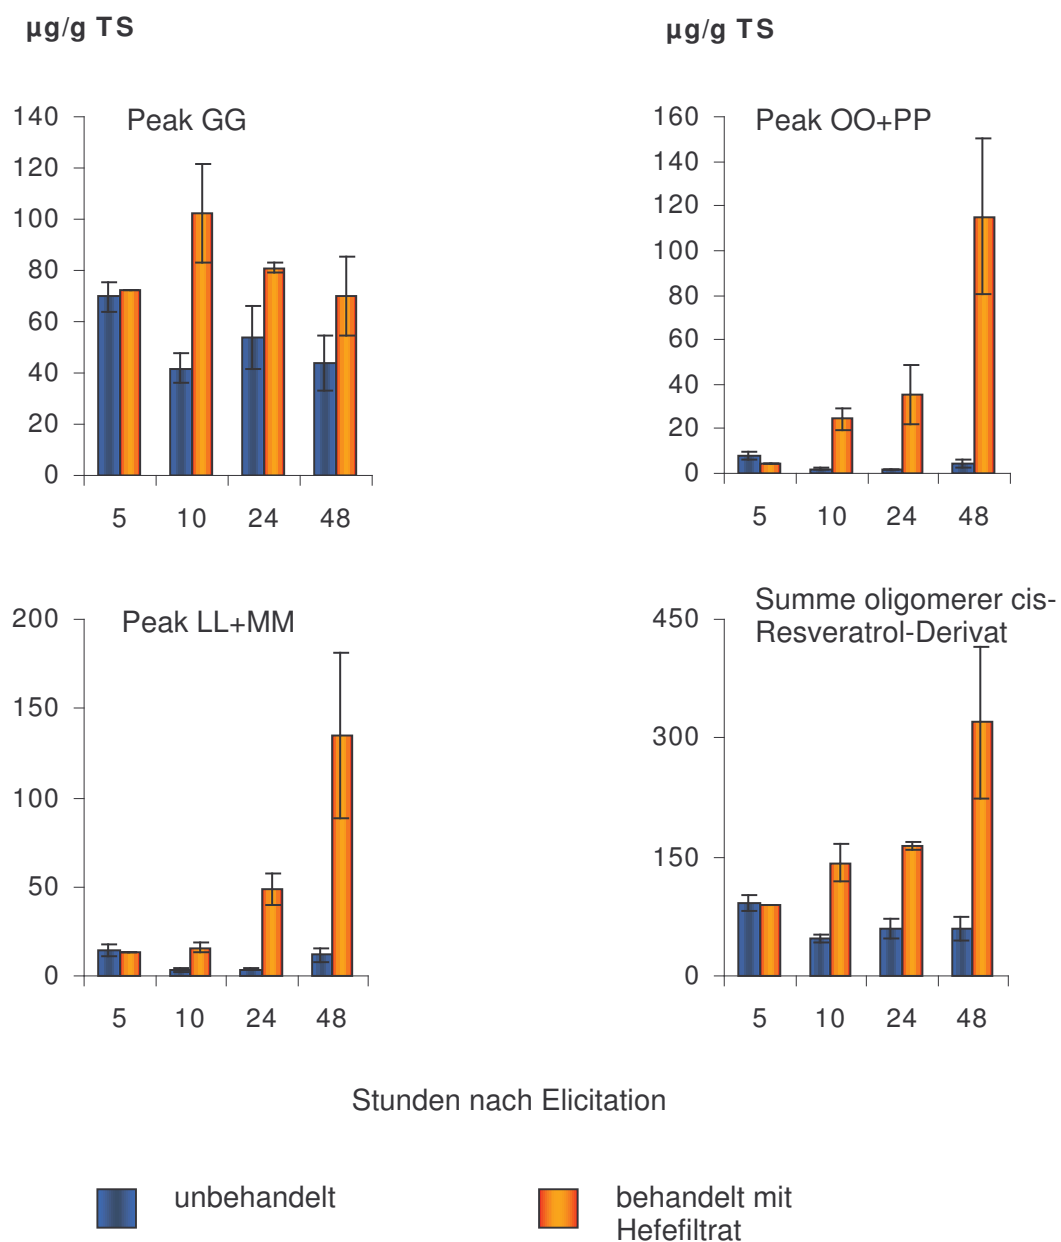 µg/g TS
µg/g TS
Peak GG
140
120
100
80
60
40
20
0
5 10 24 48
Peak OO+PP
160
140
120
100
80
60
40
20
0
5 10 24 48
Peak LL+MM
200
150
100
50
0
5 10 24 48
Summe oligomerer cis-
Resveratrol-Derivat
450
300
150
0
5 10 24 48
Stunden nach Elicitation
unbehandelt
behandelt mit
Hefefiltrat